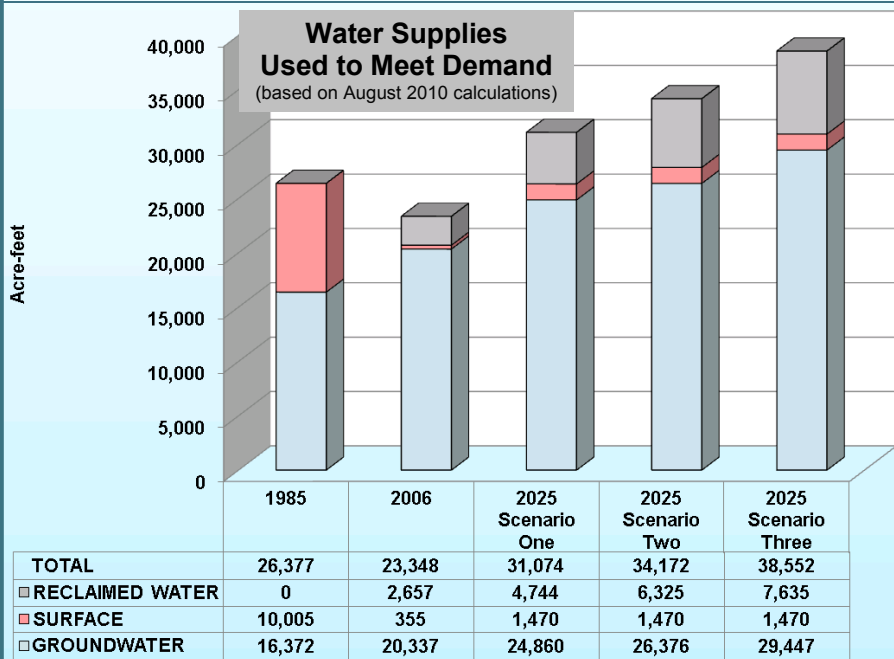 Water Supplies
Used to Meet Demand
(based on August 2010 calculations)
Acre-feet
40,000
35,000
30,000
25,000
20,000
15,000
10,000
5,000
0
1985 2006 2025 2025 2025
Scenario Scenario Scenario
One Two Three
TOTAL 26,377 23,348 31,074 34,172 38,552
RECLAIMED WATER 0 2,657 4,744 6,325 7,635
SURFACE 10,005 355 1,470 1,470 1,470
GROUNDWATER 16,372 20,337 24,860 26,376 29,447